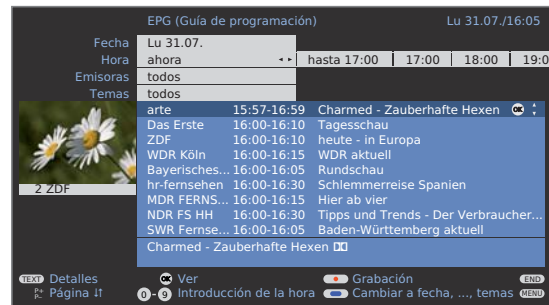 EPG (Guía de programación) Lu 31.07./16:05
Fecha Lu 31.07.
Hora ahora hasta 17:00 17:00 18:00 19:0
Emisoras todos
Temas todos
arte 15:57-16:59 Charmed - Zauberhafte Hexen OK
Das Erste 16:00-16:10 Tagesschau
ZDF 16:00-16:10 heute - in Europa
WDR Köln 16:00-16:15 WDR aktuell
Bayerisches... 16:00-16:05 Rundschau
hr-fernsehen 16:00-16:30 Schlemmerreise Spanien
MDR FERNS... 16:00-16:15 Hier ab vier
NDR FS HH 16:00-16:30 Tipps und Trends - Der Verbraucher...
SWR Fernse... 16:00-16:05 Baden-Württemberg aktuell
2 ZDF
Charmed - Zauberhafte Hexen
TEXT Detalles OK Ver Grabación END
P+ P- Página 0-9 Introducción de la hora Cambiar a fecha, ..., temas MENU